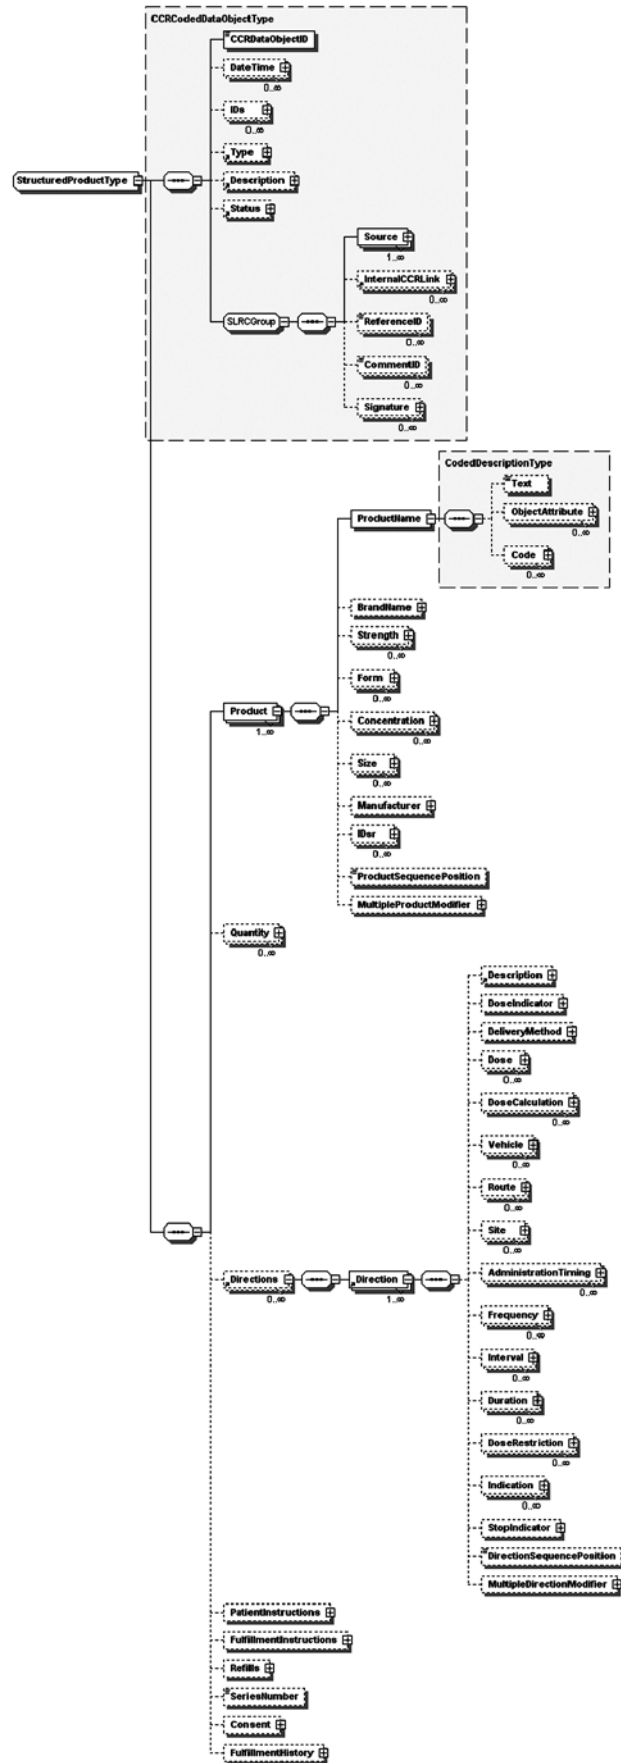 CCRCodedDataObjectType
CCRDataObjectID
DateTime
0..∞
IDs
0..∞
Type
StructuredProductType
Description
Status
Source
1..∞
InternalCCRLink
0..∞
SLRCGroup
ReferenceID
0..∞
CommentID
0..∞
Signature
0..∞
CodedDescriptionType
Text
ProductName
ObjectAttribute
0..∞
Code
0..∞
BrandName
Strength
0..∞
Form
0..∞
Product
1..∞
Concentration
0..∞
Size
0..∞
Manufacturer
IDsr
0..∞
ProductSequencePosition
MultipleProductModifier
Quantity
0..∞
Description
DoseIndicator
DeliveryMethod
Dose
0..∞
DoseCalculation
0..∞
Vehicle
0..∞
Route
0..∞
Site
0..∞
Directions
0..∞
Direction
1..∞
AdministrationTiming
0..∞
Frequency
0..∞
Interval
0..∞
Duration
0..∞
DoseRestriction
0..∞
Indication
0..∞
StopIndicator
DirectionSequencePosition
MultipleDirectionModifier
PatientInstructions
FulfillmentInstructions
Refills
SeriesNumber
Consent
FulfillmentHistory